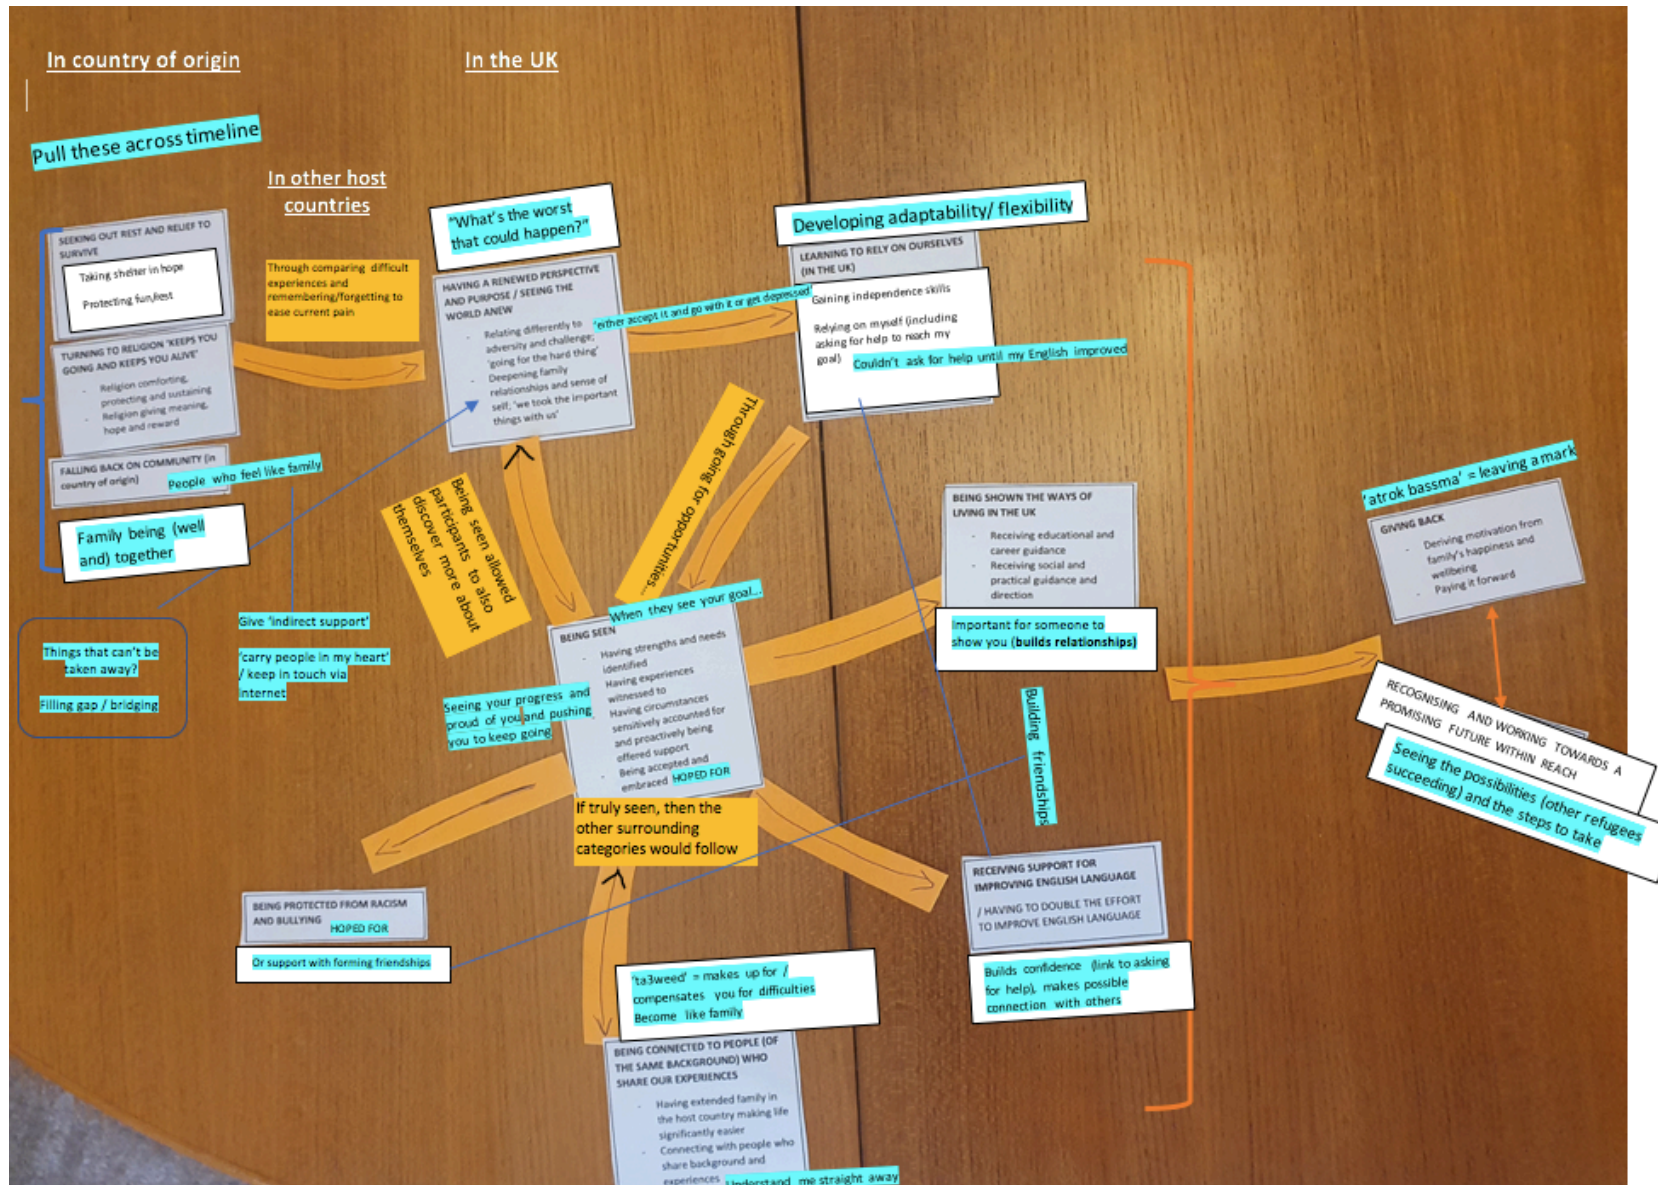 In country of origin
In the UK
Pull these across timeline
In other host
countries
SEEKING OUT REST AND RELIEF TO
SURVIVE
Taking shelter in hope
Protecting fun/rest
TURNING TO RELIGION 'KEEPS YOU
GOING AND KEEPS YOU ALIVE'
- Religion comforting,
protecting and sustaining
- Religion giving meaning,
hope and reward
FALLING BACK ON COMMUNITY (in
country of origin)
People who feel like family
Family being (well
and) together
Things that can't be
taken away?
Filling gap / bridging
Give 'indirect support'
'carry people in my heart'
/ keep in touch via
internet
Through comparing difficult
experiences and
remembering/forgetting to
ease current pain
"What's the worst
that could happen?"
HAVING A RENEWED PERSPECTIVE
AND PURPOSE / SEEING THE
WORLD ANEW
- Relating differently to
adversity and challenge;
'going for the hard thing'
- Deepening family
relationships and sense of
self; 'we took the important
things with us'
'either accept it and go with it or get depressed'
Developing adaptability/ flexibility
LEARNING TO RELY ON OURSELVES
(IN THE UK)
Gaining independence skills
Relying on myself (including
asking for help to reach my
goal)
Couldn't ask for help until my English improved
Being seen allowed
participants to also
discover more about
themselves
Through going for opportunities....
When they see your goal...
BEING SEEN
- Having strengths and needs
identified
- Having experiences
witnessed to
- Having circumstances
sensitively accounted for
and proactively being
offered support
- Being accepted and
embraced HOPED FOR
Seeing your progress and
proud of you and pushing
you to keep going
If truly seen, then the
other surrounding
categories would follow
BEING SHOWN THE WAYS OF
LIVING IN THE UK
- Receiving educational and
career guidance
- Receiving social and
practical guidance and
direction
Important for someone to
show you (builds relationships)
Building friendships
BEING PROTECTED FROM RACISM
AND BULLYING HOPED FOR
Or support with forming friendships
RECEIVING SUPPORT FOR
IMPROVING ENGLISH LANGUAGE
/ HAVING TO DOUBLE THE EFFORT
TO IMPROVE ENGLISH LANGUAGE
Builds confidence (link to asking
for help), makes possible
connection with others
'ta3weed' = makes up for /
compensates you for difficulties
Become like family
BEING CONNECTED TO PEOPLE (OF
THE SAME BACKGROUND) WHO
SHARE OUR EXPERIENCES
- Having extended family in
the host country making life
significantly easier
- Connecting with people who
share background and
experiences Understand me straight away
'atrok bassma' = leaving a mark
GIVING BACK
- Deriving motivation from
family's happiness and
wellbeing
- Paying it forward
RECOGNISING AND WORKING TOWARDS A
PROMISING FUTURE WITHIN REACH
Seeing the possibilities (other refugees
succeeding) and the steps to take